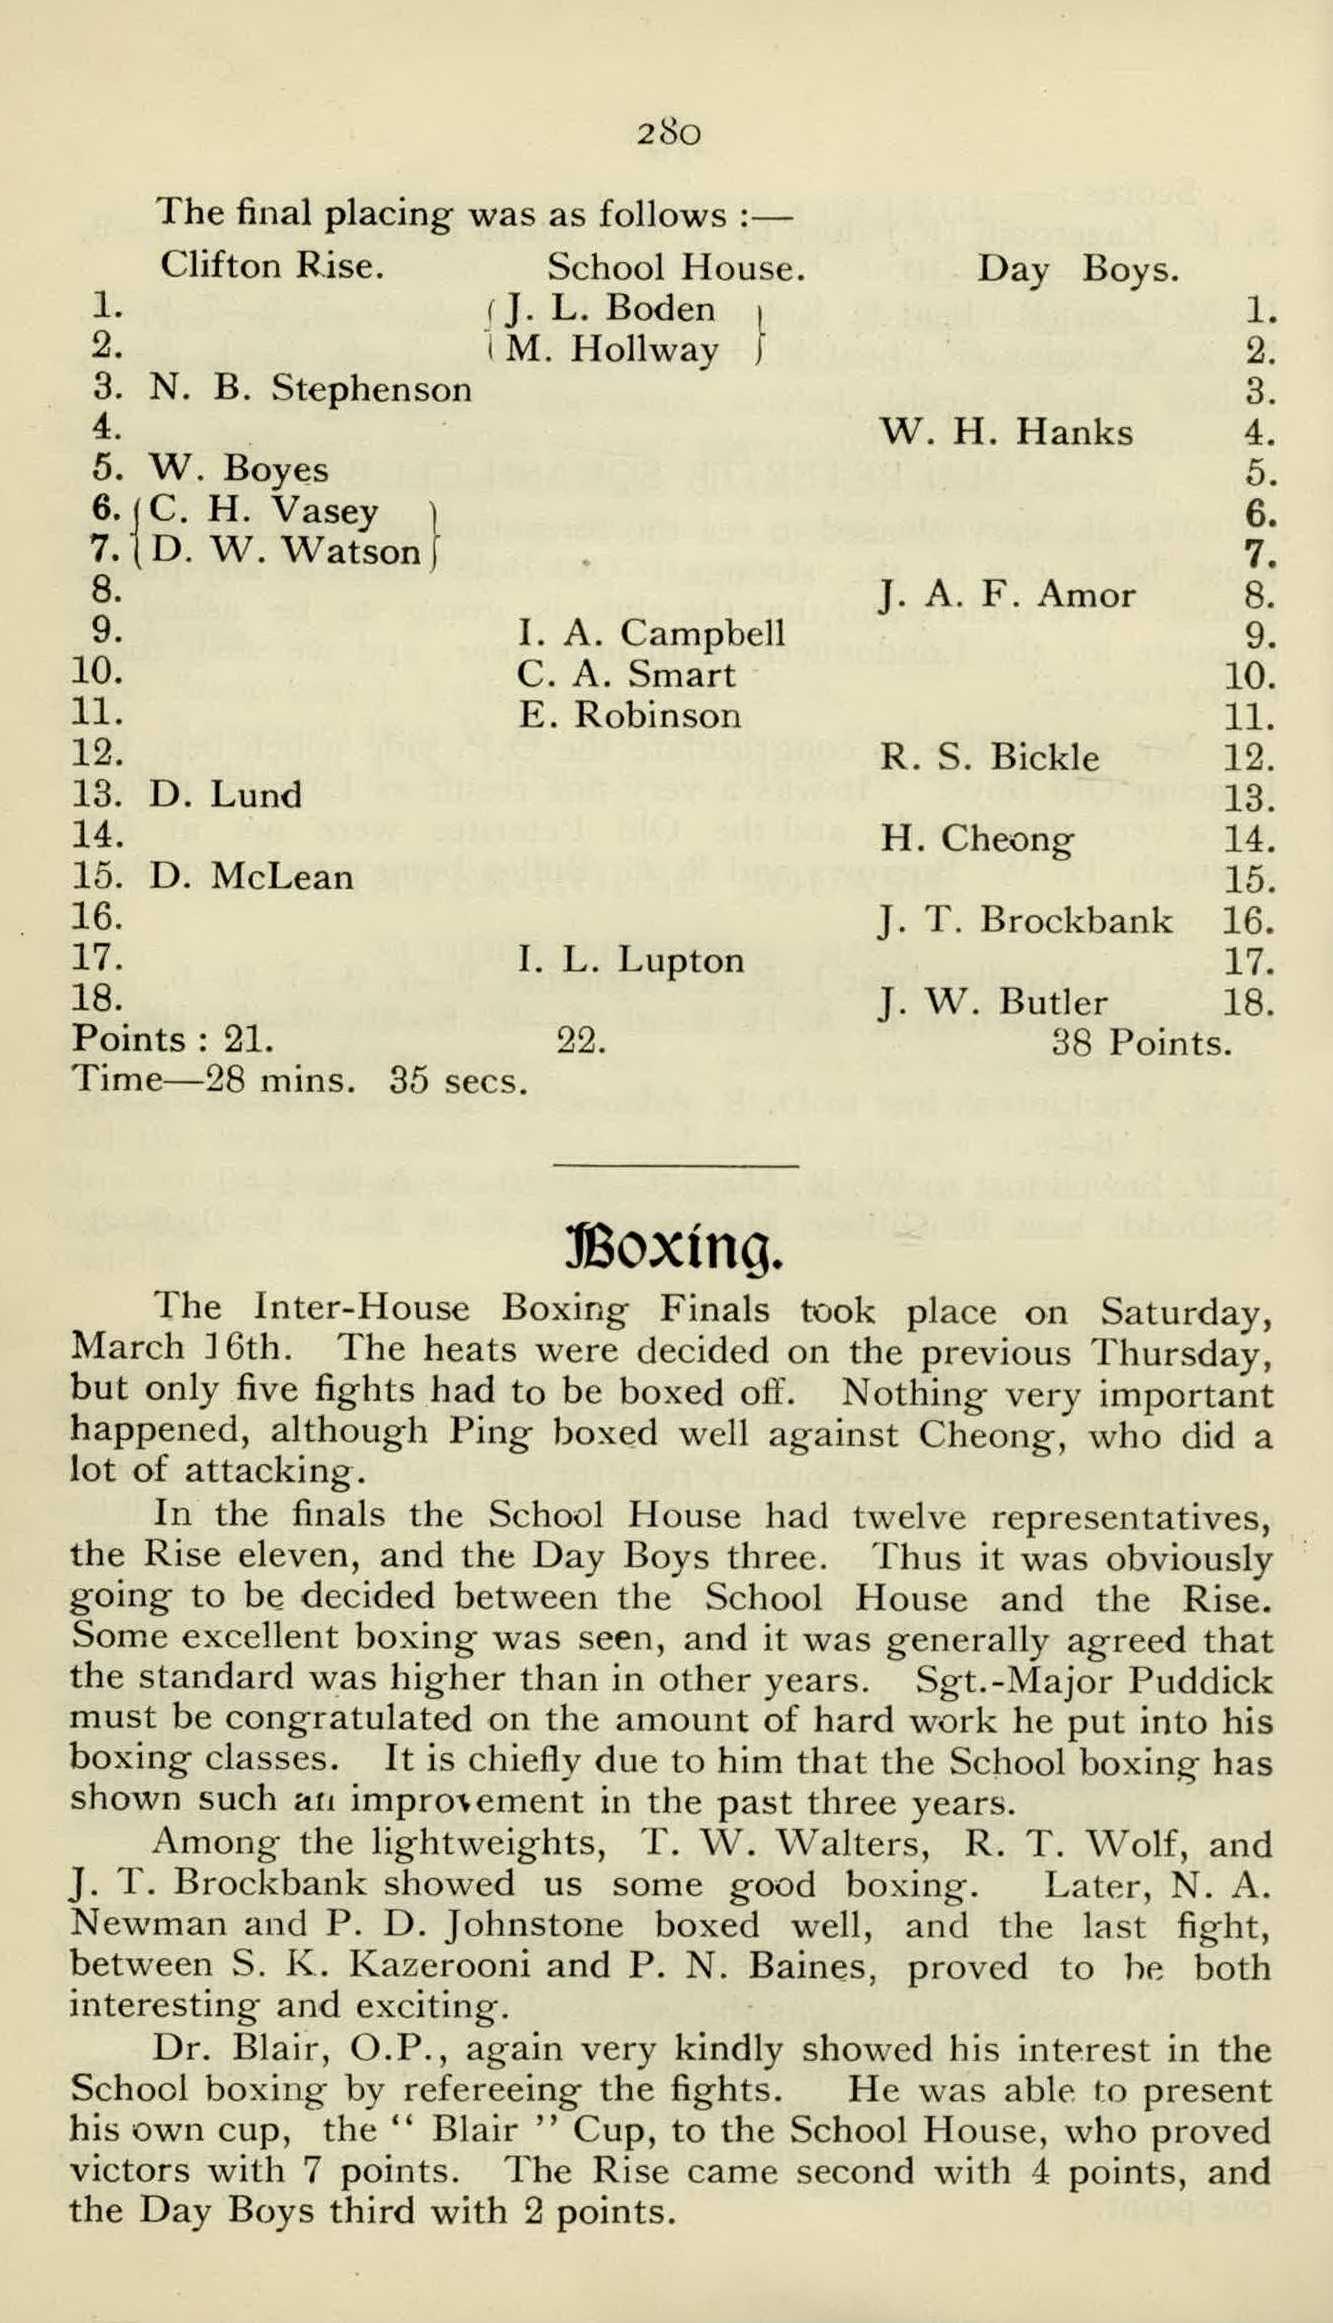 280
The final placing was as follows :—
Clifton Rise. School House. Day Boys.
1. { J. L. Boden } 1.
2. { M. Hollway } 2.
3. N. B. Stephenson 3.
4. W. H. Hanks 4.
5. W. Boyes 5.
6. { C. H. Vasey } 6.
7. { D. W. Watson } 7.
8. J. A. F. Amor 8.
9. I. A. Campbell 9.
10. C. A. Smart 10.
11. E. Robinson 11.
12. R. S. Bickle 12.
13. D. Lund 13.
14. H. Cheong 14.
15. D. McLean 15.
16. J. T. Brockbank 16.
17. I. L. Lupton 17.
18. J. W. Butler 18.
Points : 21. 22. 38 Points.
Time—28 mins. 35 secs.
Boxing.
The Inter-House Boxing Finals took place on Saturday,
March 16th. The heats were decided on the previous Thursday,
but only five fights had to be boxed off. Nothing very important
happened, although Ping boxed well against Cheong, who did a
lot of attacking.
In the finals the School House had twelve representatives,
the Rise eleven, and the Day Boys three. Thus it was obviously
going to be decided between the School House and the Rise.
Some excellent boxing was seen, and it was generally agreed that
the standard was higher than in other years. Sgt.-Major Puddick
must be congratulated on the amount of hard work he put into his
boxing classes. It is chiefly due to him that the School boxing has
shown such an improvement in the past three years.
Among the lightweights, T. W. Walters, R. T. Wolf, and
J. T. Brockbank showed us some good boxing. Later, N. A.
Newman and P. D. Johnstone boxed well, and the last fight,
between S. K. Kazerooni and P. N. Baines, proved to be both
interesting and exciting.
Dr. Blair, O.P., again very kindly showed his interest in the
School boxing by refereeing the fights. He was able to present
his own cup, the " Blair " Cup, to the School House, who proved
victors with 7 points. The Rise came second with 4 points, and
the Day Boys third with 2 points.